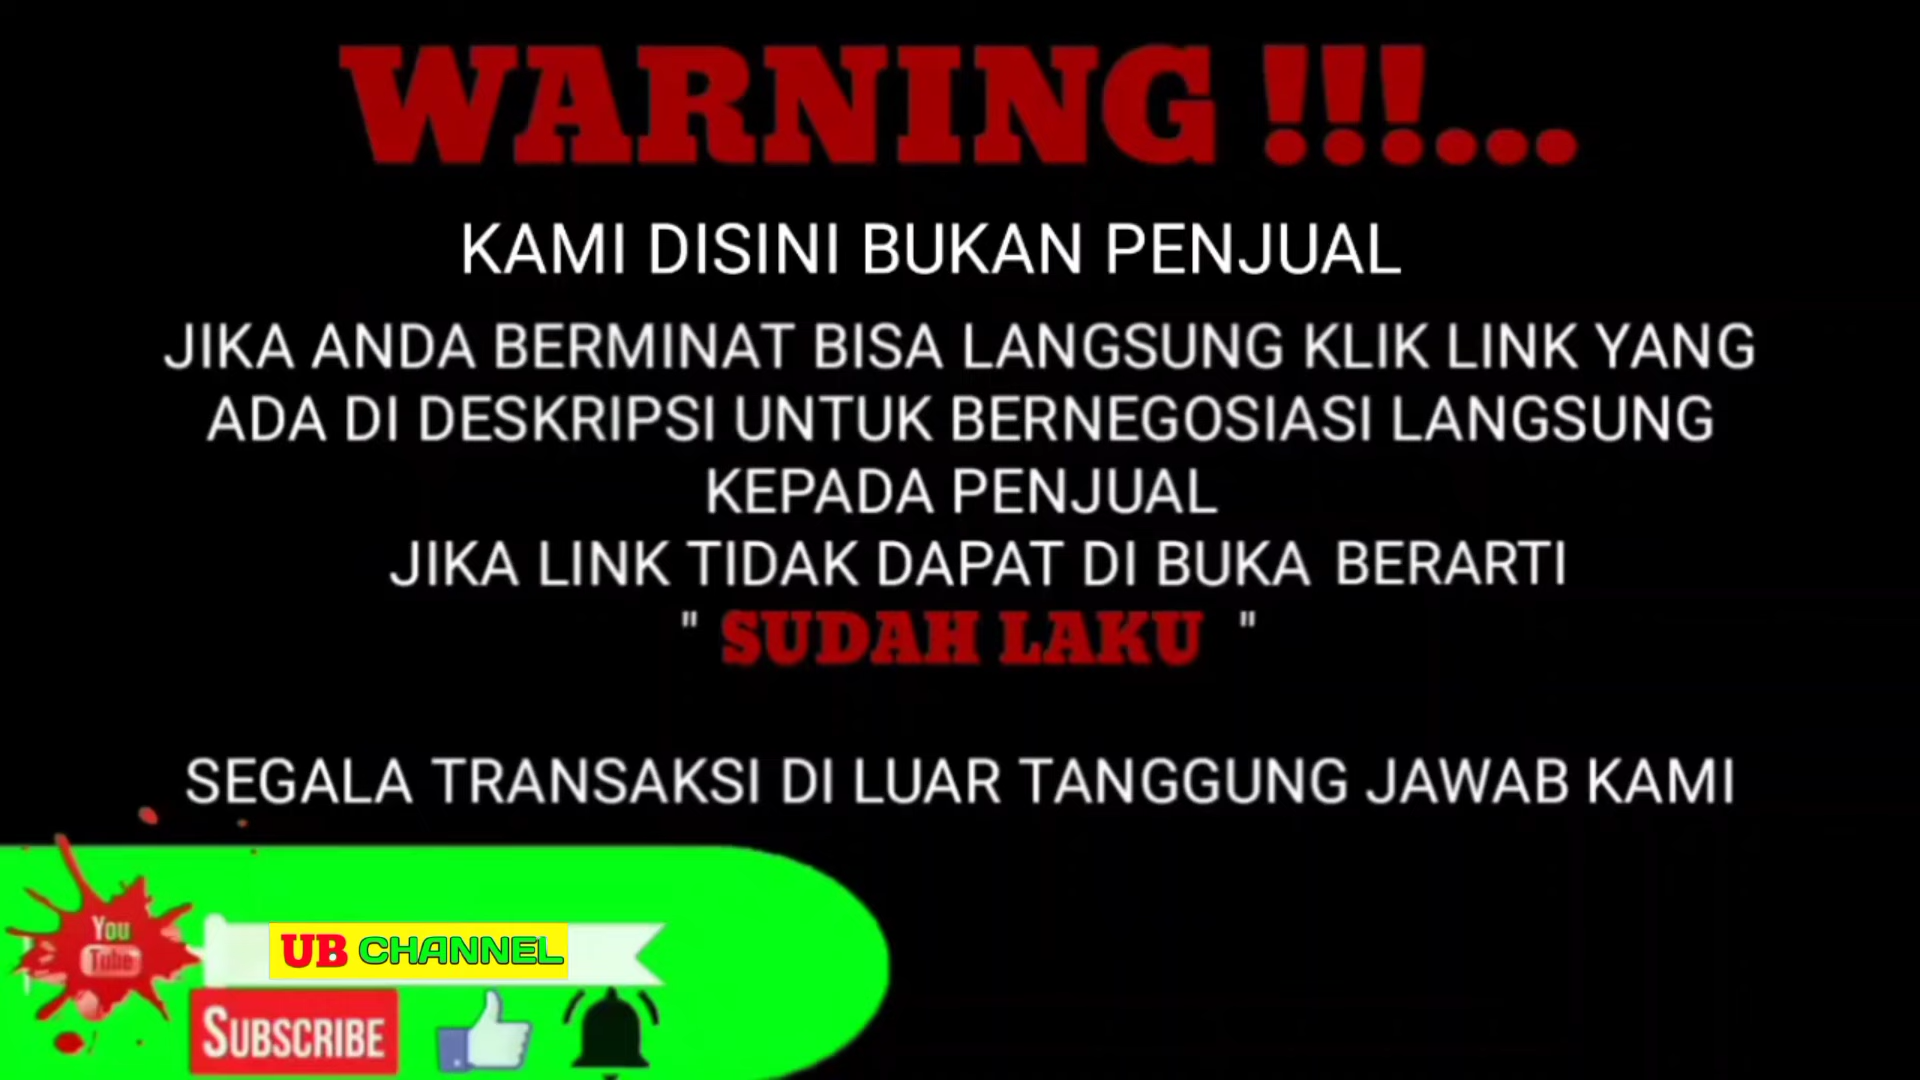 WARNING !!!...
KAMI DISINI BUKAN PENJUAL
JIKA ANDA BERMINAT BISA LANGSUNG KLIK LINK YANG
ADA DI DESKRIPSI UNTUK BERNEGOSIASI LANGSUNG
KEPADA PENJUAL
JIKA LINK TIDAK DAPAT DI BUKA BERARTI
" SUDAH LAKU "
SEGALA TRANSAKSI DI LUAR TANGGUNG JAWAB KAMI
You
Tube
UB CHANNEL
SUBSCRIBE